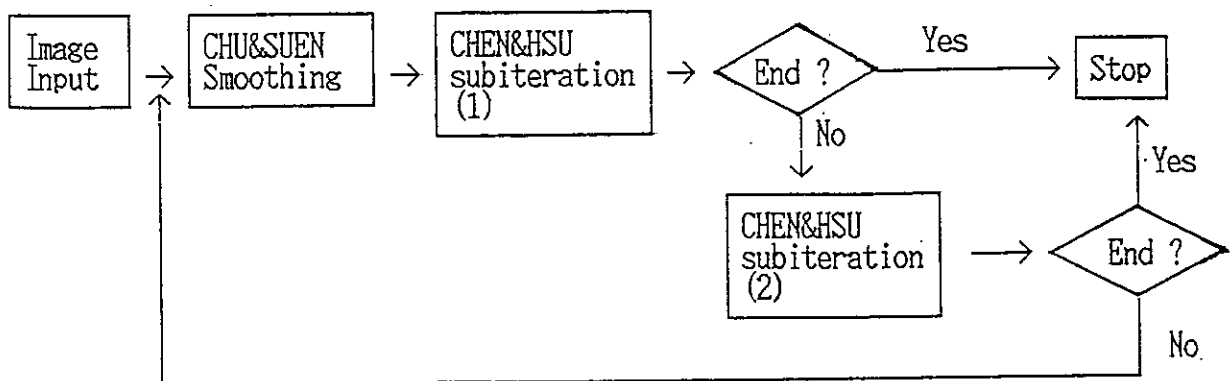 Image
Input
CHU&SUEN
Smoothing
CHEN&HSU
subiteration
(1)
End ?
Yes
Stop
No
CHEN&HSU
subiteration
(2)
End ?
Yes
No